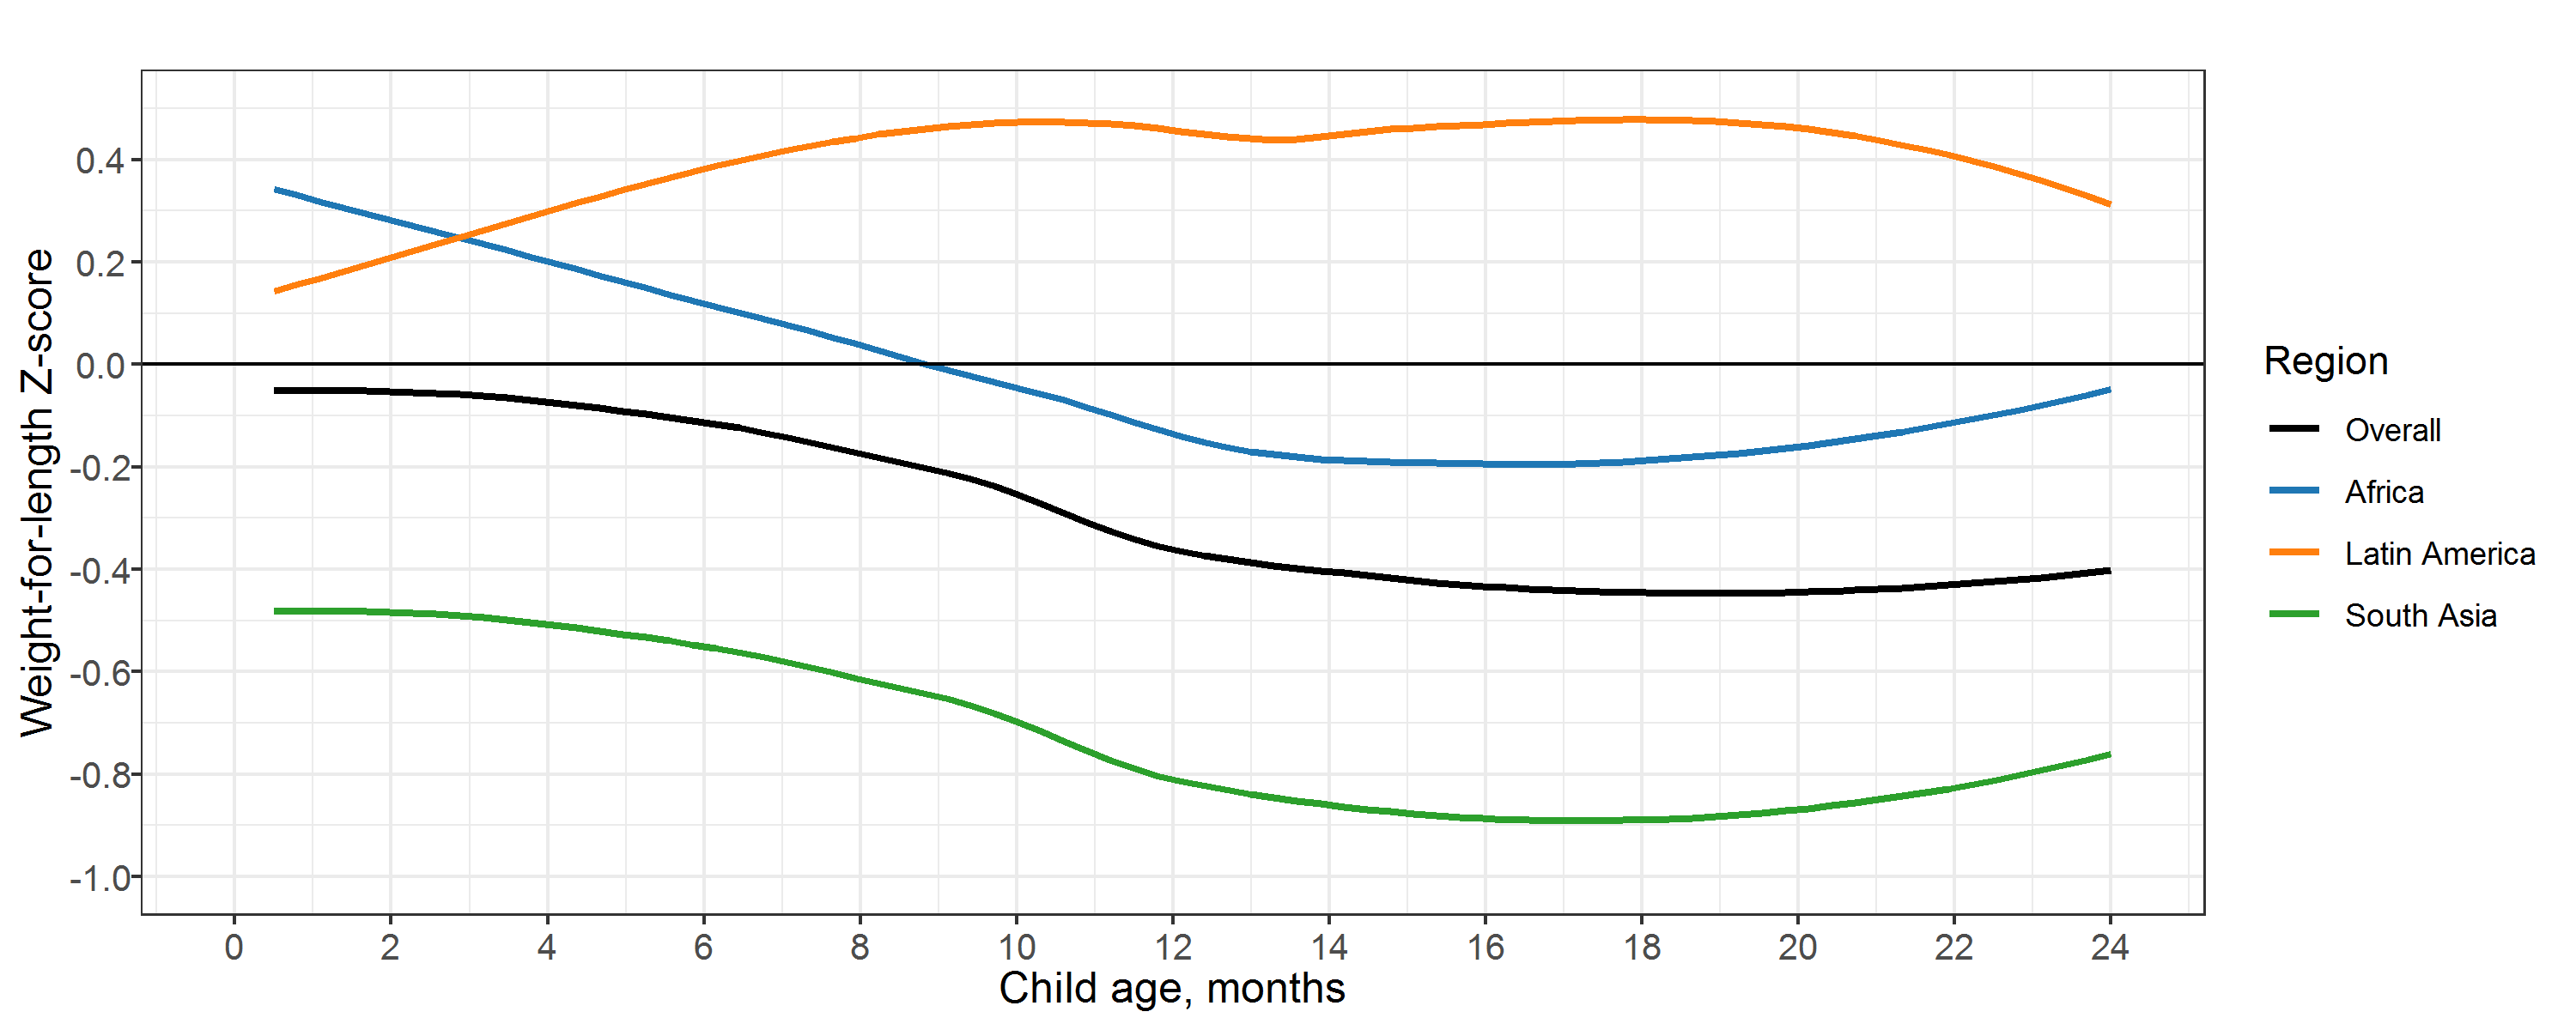 Weight-for-length Z-score
0.4
0.2
0.0
-0.2
-0.4
-0.6
-0.8
-1.0
0 2 4 6 8 10 12 14 16 18 20 22 24
Child age, months
Region
Overall
Africa
Latin America
South Asia